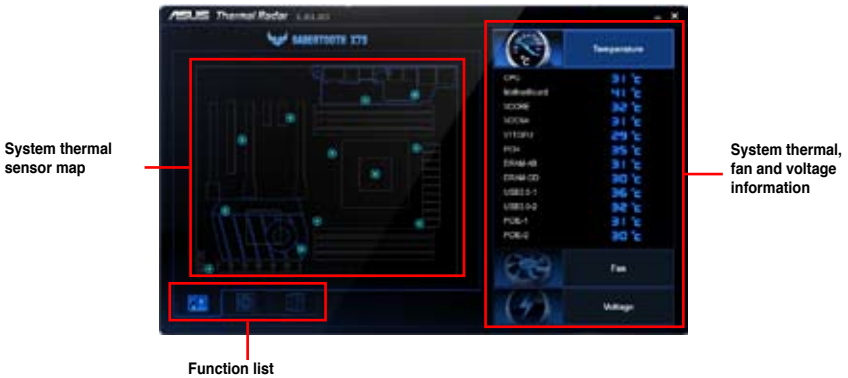 ASUS Thermal Radar
SABERTOOTH X79
Temperature
°C
CPU 31 °c
Motherboard 41 °c
VCORE 32 °c
31 °c
29 °c
PCH 35 °c
DRAM-AB 31 °c
DRAM-CD 30 °c
USB3.0-1 36 °c
USB3.0-2 32 °c
PCIE-1 31 °c
PCIE-2 30 °c
Fan
Voltage
System thermal
sensor map
System thermal,
fan and voltage
information
Function list